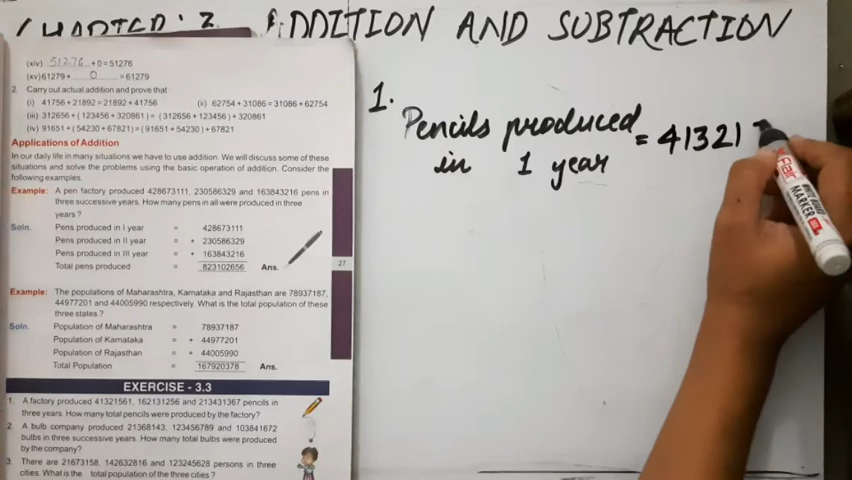 CHAPTER: 3. ADDITION AND SUBTRACTION
(xiv) 51276 + 0 = 51276
(xv) 61279 + 0 = 61279
2. Carry out actual addition and prove that :
(i) 41756 + 21892 = 21892 + 41756 (ii) 62754 + 31086 = 31086 + 62754
(iii) 312656 + (123456 + 320861) = (312656 + 123456) + 320861
(iv) 91651 + (54230 + 67821) = (91651 + 54230) + 67821
Applications of Addition
In our daily life in many situations we have to use addition. We will discuss some of these
situations and solve the problems using the basic operation of addition. Consider the
following examples.
Example: A pen factory produced 428673111, 230586329 and 163843216 pens in
three successive years. How many pens in all were produced in three
years ?
Soln. Pens produced in I year = 428673111
Pens produced in II year = + 230586329
Pens produced in III year = + 163843216
Total pens produced = 823102656 Ans.
27
Example: The populations of Maharashtra, Karnataka and Rajasthan are 78937187,
44977201 and 44005990 respectively. What is the total population of these
three states ?
Soln. Population of Maharashtra = 78937187
Population of Karnataka = + 44977201
Population of Rajasthan = + 44005990
Total Population = 167920378 Ans.
EXERCISE - 3.3
1. A factory produced 41321561, 162131256 and 213431367 pencils in
three years. How many total pencils were produced by the factory?
2. A bulb company produced 21368143, 123456789 and 103841672
bulbs in three successive years. How many total bulbs were produced
by the company?
3. There are 21673158, 142632816 and 123245628 persons in three
cities. What is the total population of the three cities ?
1.
Pencils produced = 41321
in 1 year
Flair
WHITE BOARD
MARKER